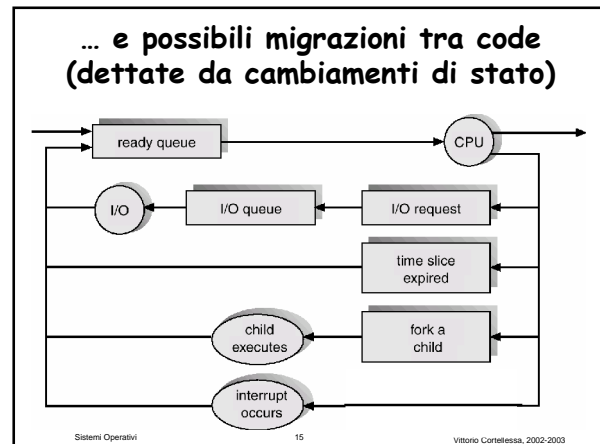 … e possibili migrazioni tra code
(dettate da cambiamenti di stato)
ready queue
CPU
I/O
I/O queue
I/O request
time slice
expired
child
executes
fork a
child
interrupt
occurs
Sistemi Operativi
15
Vittorio Cortellessa, 2002-2003